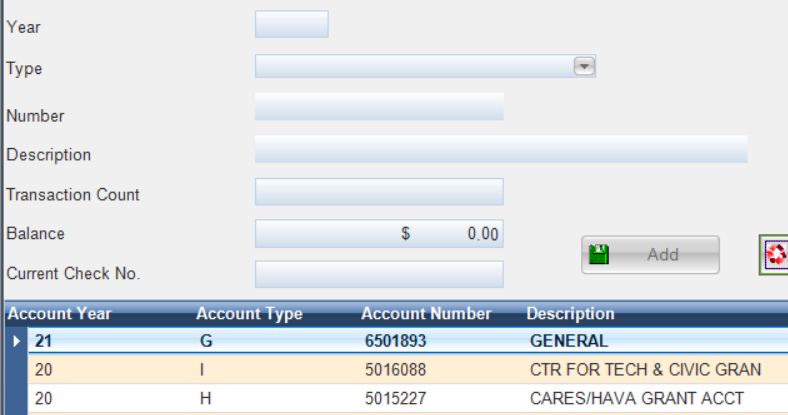 Year
Type
Number
Description
Transaction Count
Balance $ 0.00
Current Check No.
Add
Account Year Account Type Account Number Description
21 G 6501893 GENERAL
20 I 5016088 CTR FOR TECH & CIVIC GRAN
20 H 5015227 CARES/HAVA GRANT ACCT